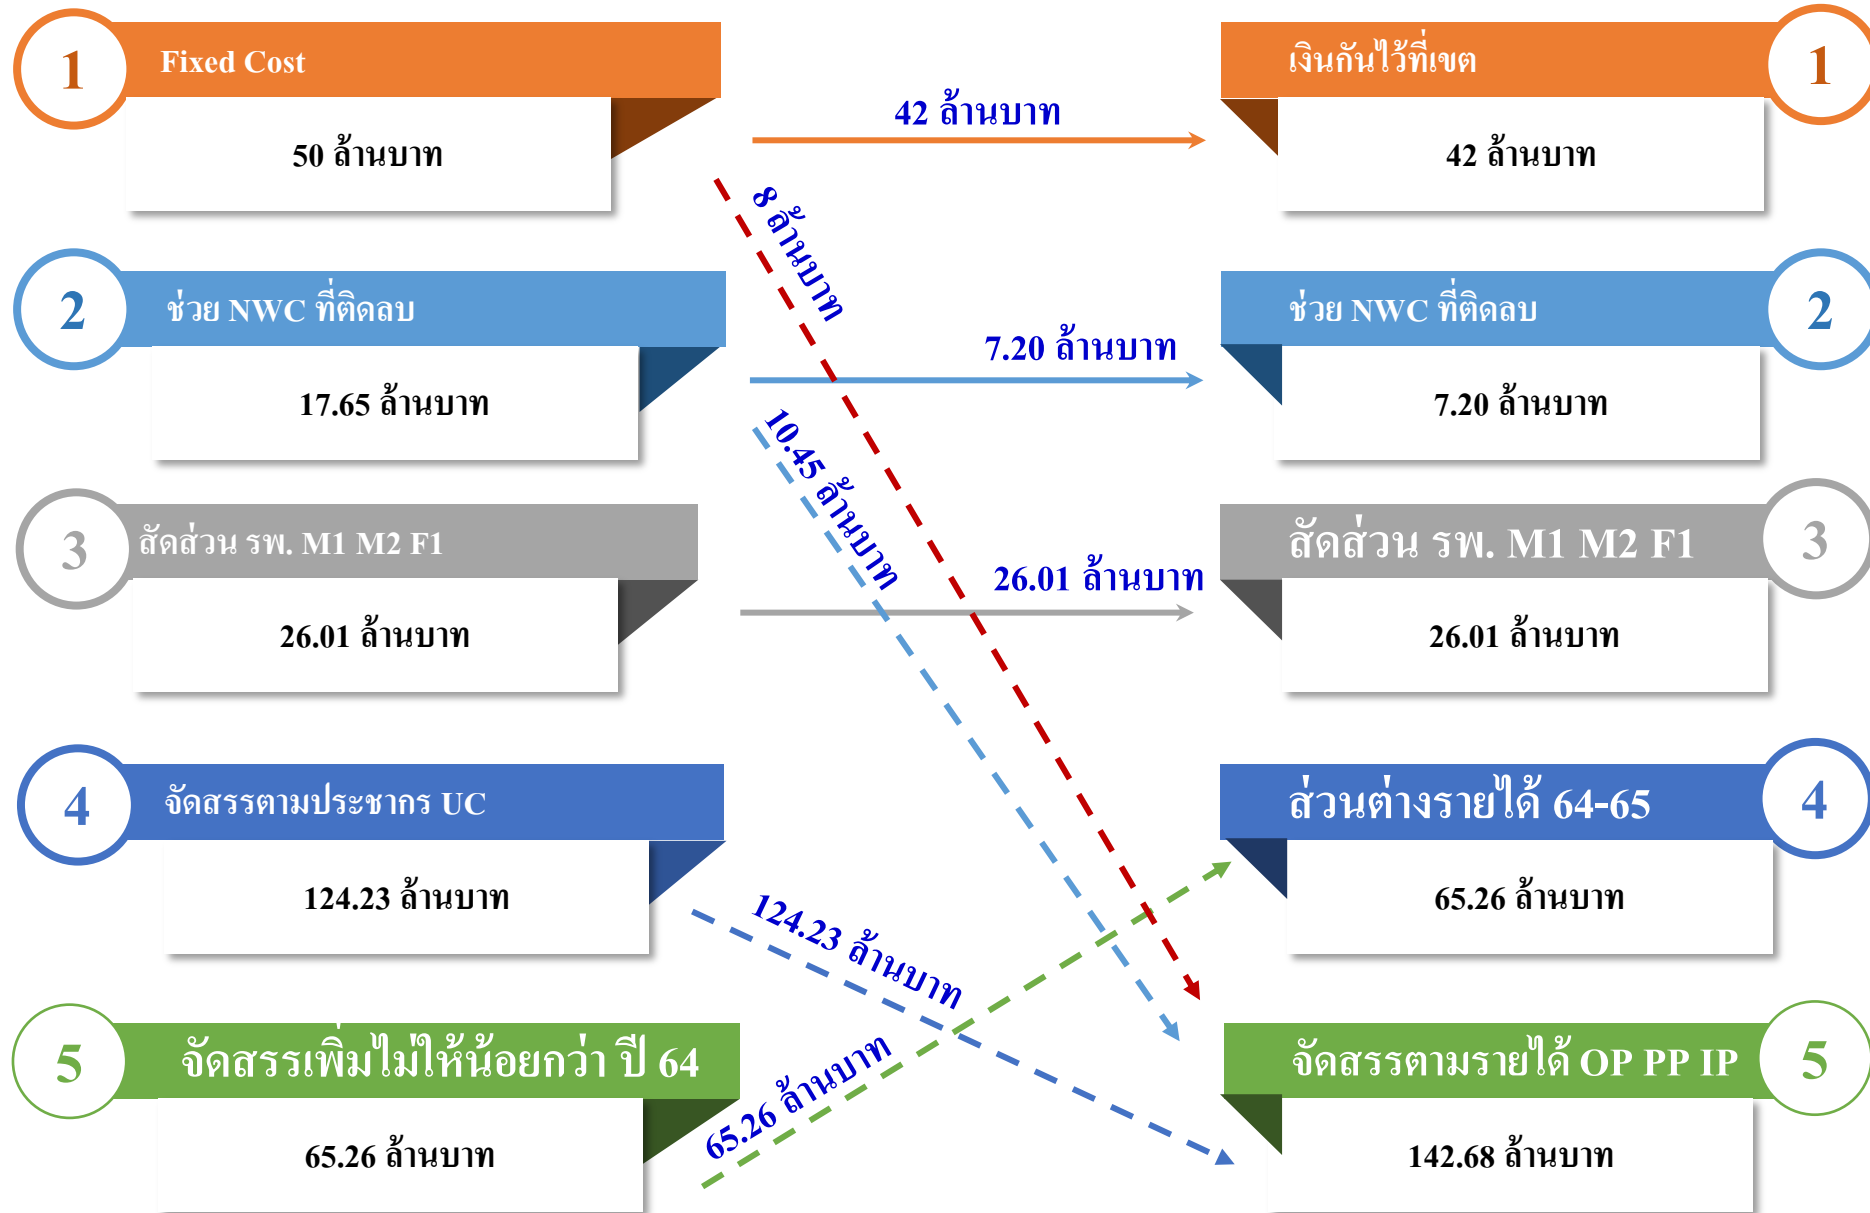 1
Fixed Cost
50 ล้านบาท
42 ล้านบาท
เงินกันไว้ที่เขต
1
42 ล้านบาท
8 ล้านบาท
2
ช่วย NWC ที่ติดลบ
17.65 ล้านบาท
7.20 ล้านบาท
ช่วย NWC ที่ติดลบ
2
7.20 ล้านบาท
10.45 ล้านบาท
3
สัดส่วน รพ. M1 M2 F1
26.01 ล้านบาท
26.01 ล้านบาท
สัดส่วน รพ. M1 M2 F1
3
26.01 ล้านบาท
4
จัดสรรตามประชากร UC
124.23 ล้านบาท
124.23 ล้านบาท
ส่วนต่างรายได้ 64-65
4
65.26 ล้านบาท
5
จัดสรรเพิ่มไม่ให้น้อยกว่า ปี 64
65.26 ล้านบาท
65.26 ล้านบาท
จัดสรรตามรายได้ OP PP IP
5
142.68 ล้านบาท